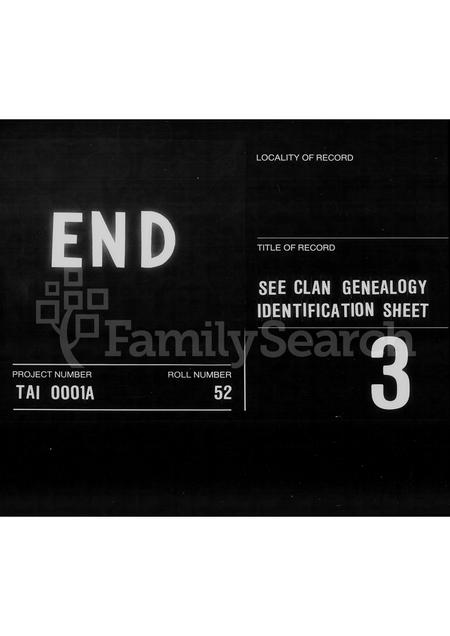 END
LOCALITY OF RECORD
TITLE OF RECORD
SEE CLAN GENEALOGY
IDENTIFICATION SHEET
FamilySearch
PROJECT NUMBER
TAI 0001A
ROLL NUMBER
52
3